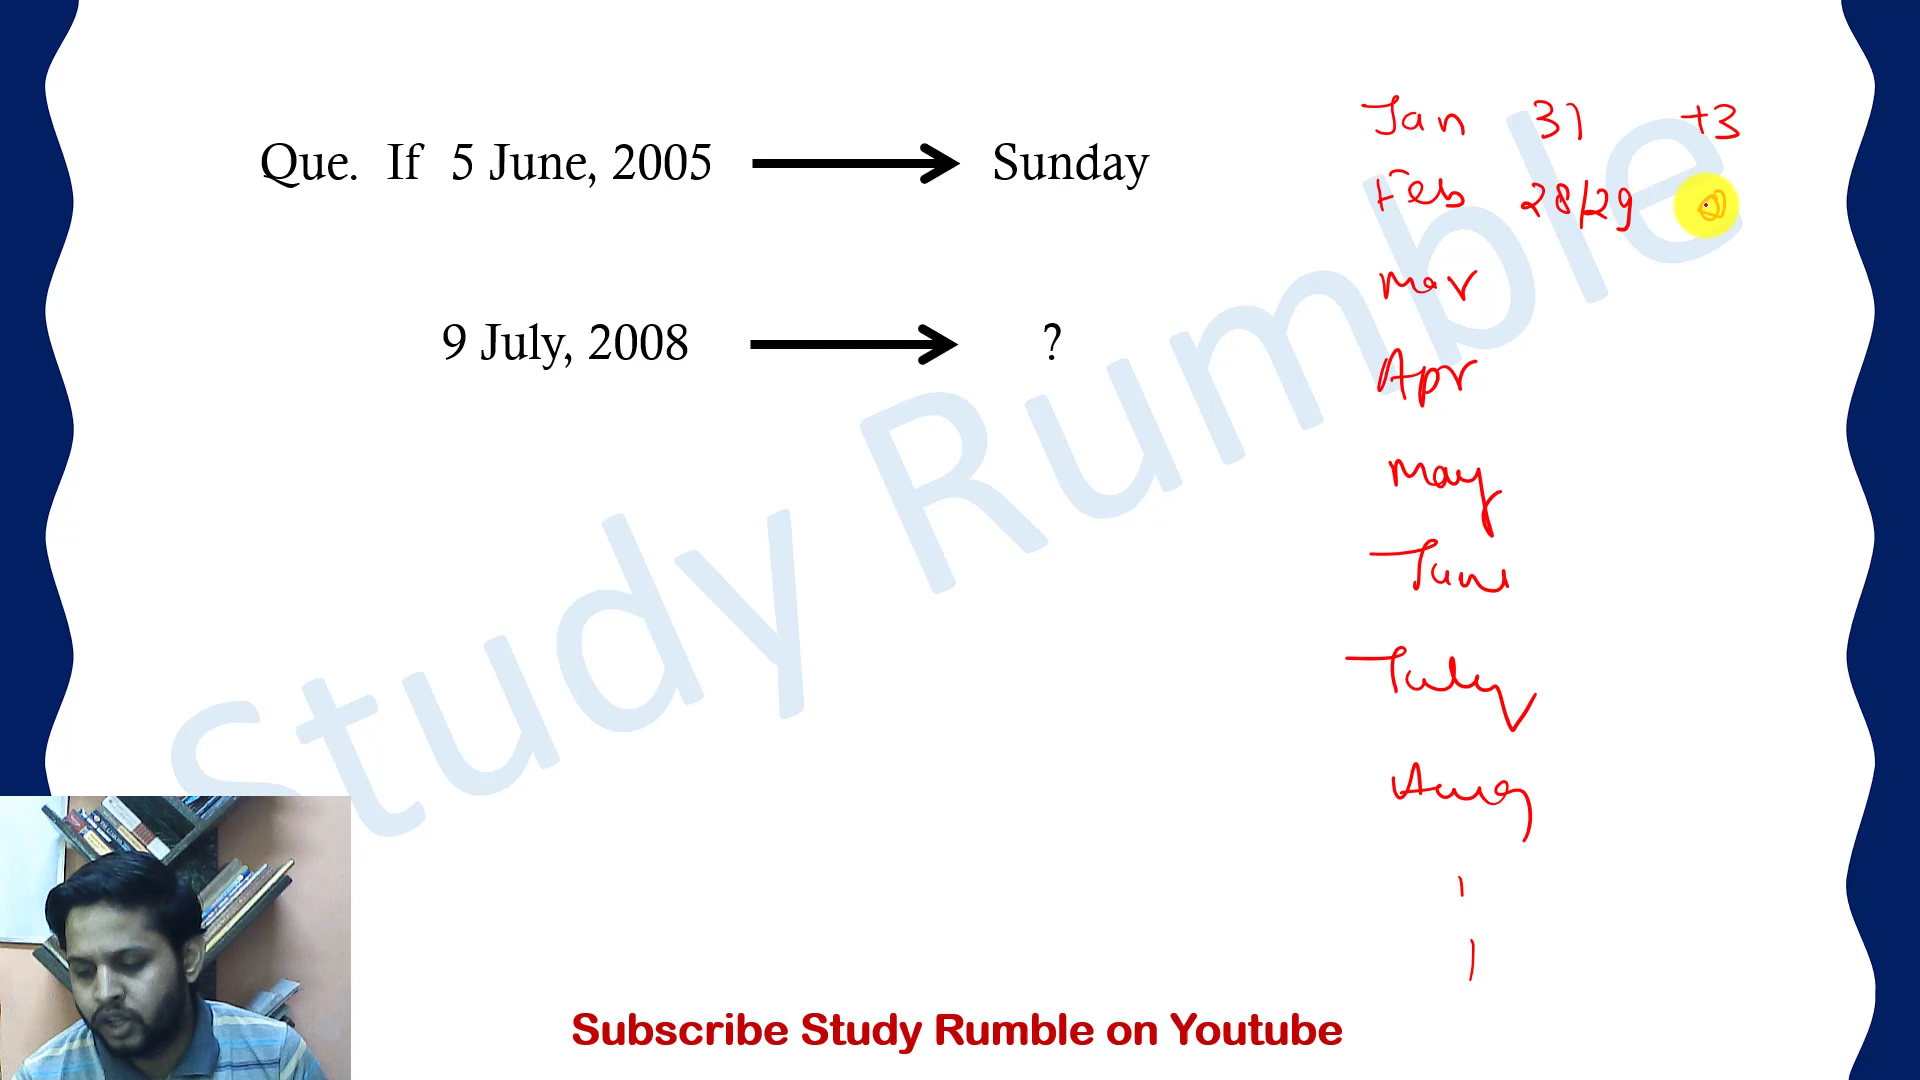 Que. If 5 June, 2005 Sunday
9 July, 2008 ?
Jan 31 +3
Feb 28/29 0
Mar
Apr
May
June
July
Aug
Study Rumble
Subscribe Study Rumble on Youtube